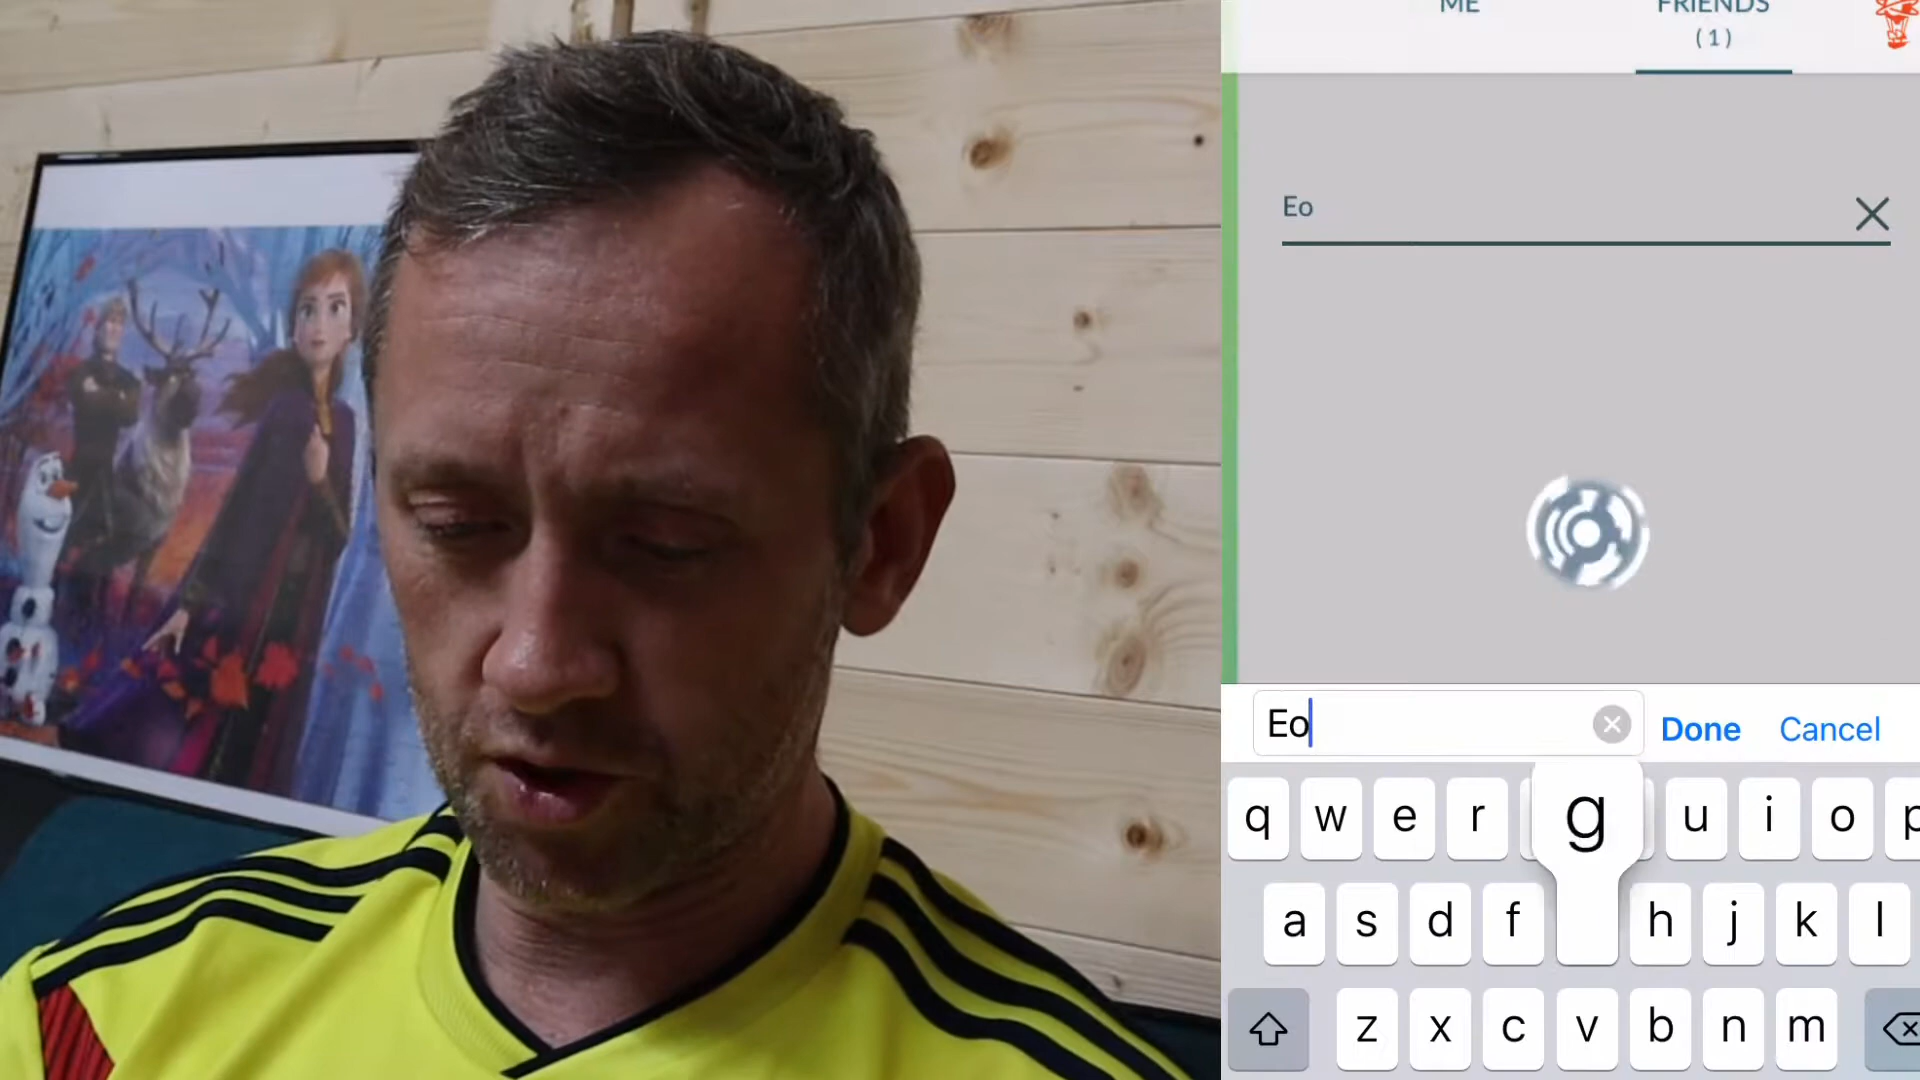 ME
FRIENDS
(1)
Eo
Eo
Done
Cancel
q w e r g u i o p
a s d f h j k l
z x c v b n m